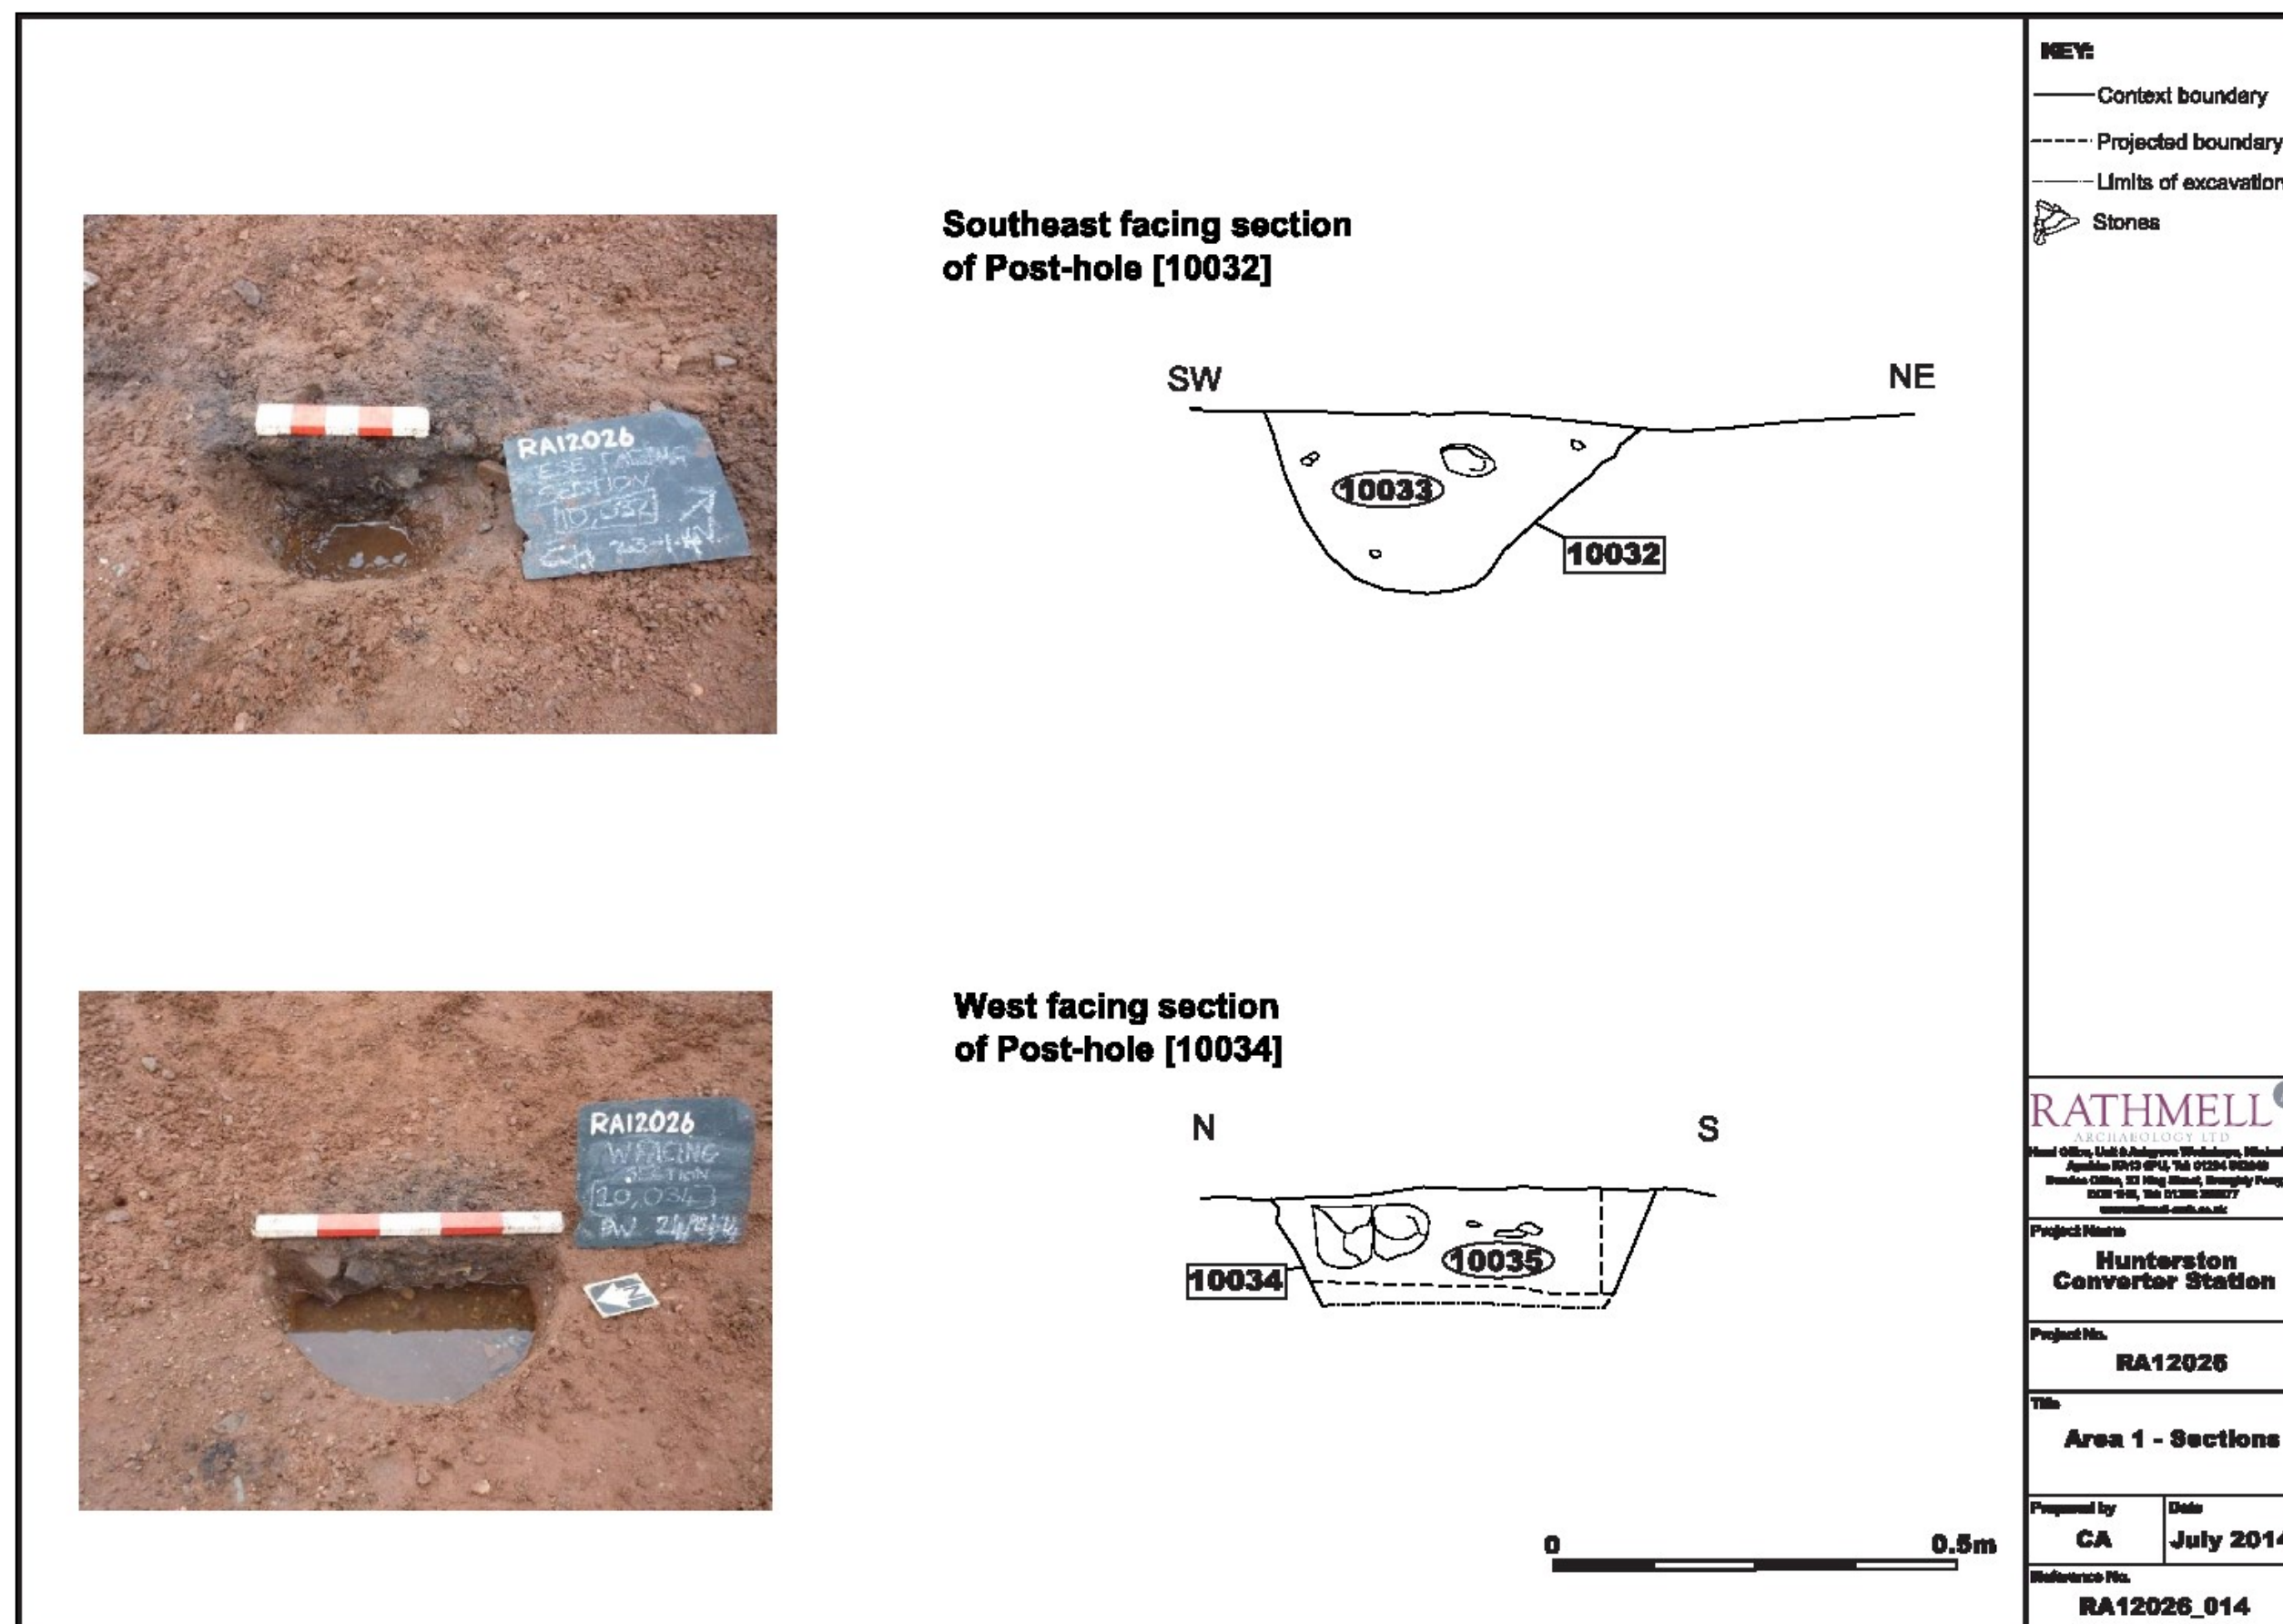 KEY:
Context boundary
Projected boundary
Limits of excavation
Stones
Southeast facing section
of Post-hole [10032]
SW
NE
10033
10032
RA12026
ESE FACING
SECTION
10,032
N
West facing section
of Post-hole [10034]
N
S
10034
10035
RA12026
W FACING
SECTION
10,034
N
0
0.5m
RATHMELL
ARCHAEOLOGY LTD
Project Name
Hunterston
Converter Station
Project No.
RA12026
Title
Area 1 - Sections
Prepared by
CA
Date
July 2014
Reference No.
RA12026_014